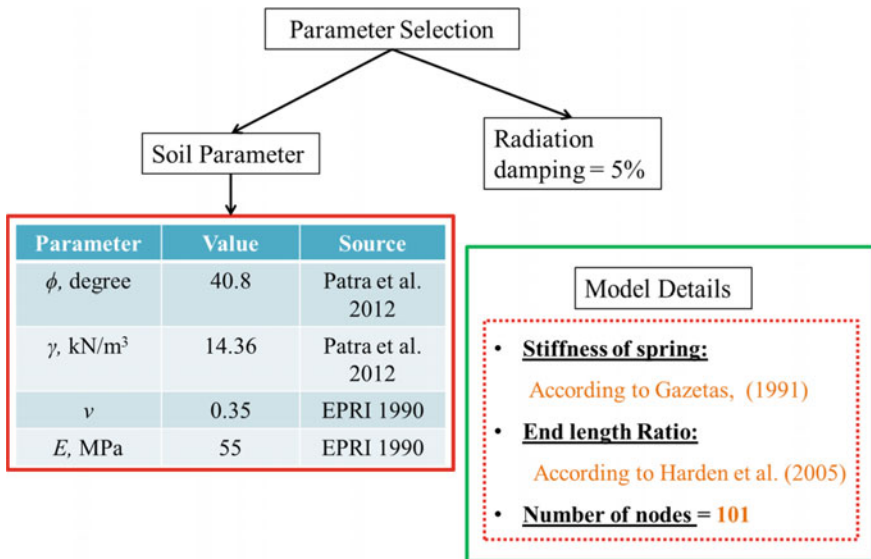 Parameter Selection
Soil Parameter
Radiation
damping = 5%
Parameter Value Source
ϕ, degree 40.8 Patra et al.
2012
γ, kN/m³ 14.36 Patra et al.
2012
ν 0.35 EPRI 1990
E, MPa 55 EPRI 1990
Model Details
• Stiffness of spring:
According to Gazetas, (1991)
• End length Ratio:
According to Harden et al. (2005)
• Number of nodes = 101